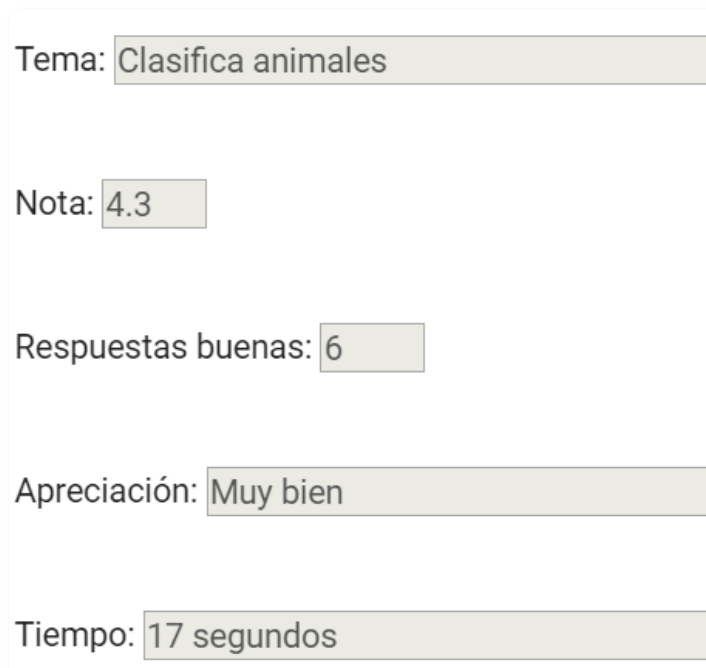 Tema: Clasifica animales
Nota: 4.3
Respuestas buenas: 6
Apreciación: Muy bien
Tiempo: 17 segundos